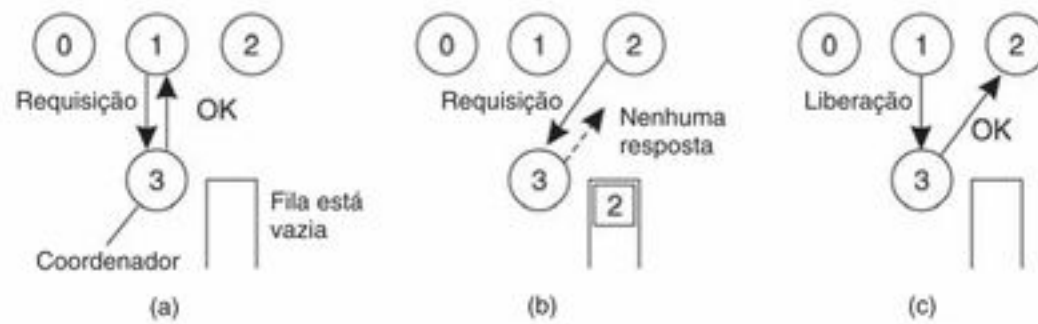 0 1 2
Requisição
OK
3
Fila está
vazia
Coordenador
(a)
0 1 2
Requisição
Nenhuma
resposta
3
2
(b)
0 1 2
Liberação
OK
3
(c)